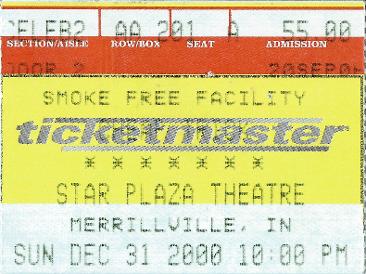 ELEB2 AA 201 A 55.00
SECTION/AISLE ROW/BOX SEAT ADMISSION
SMOKE FREE FACILITY
ticketmaster
* * * * * * *
STAR PLAZA THEATRE
MERRILLVILLE, IN
SUN DEC 31 2000 10:00 PM